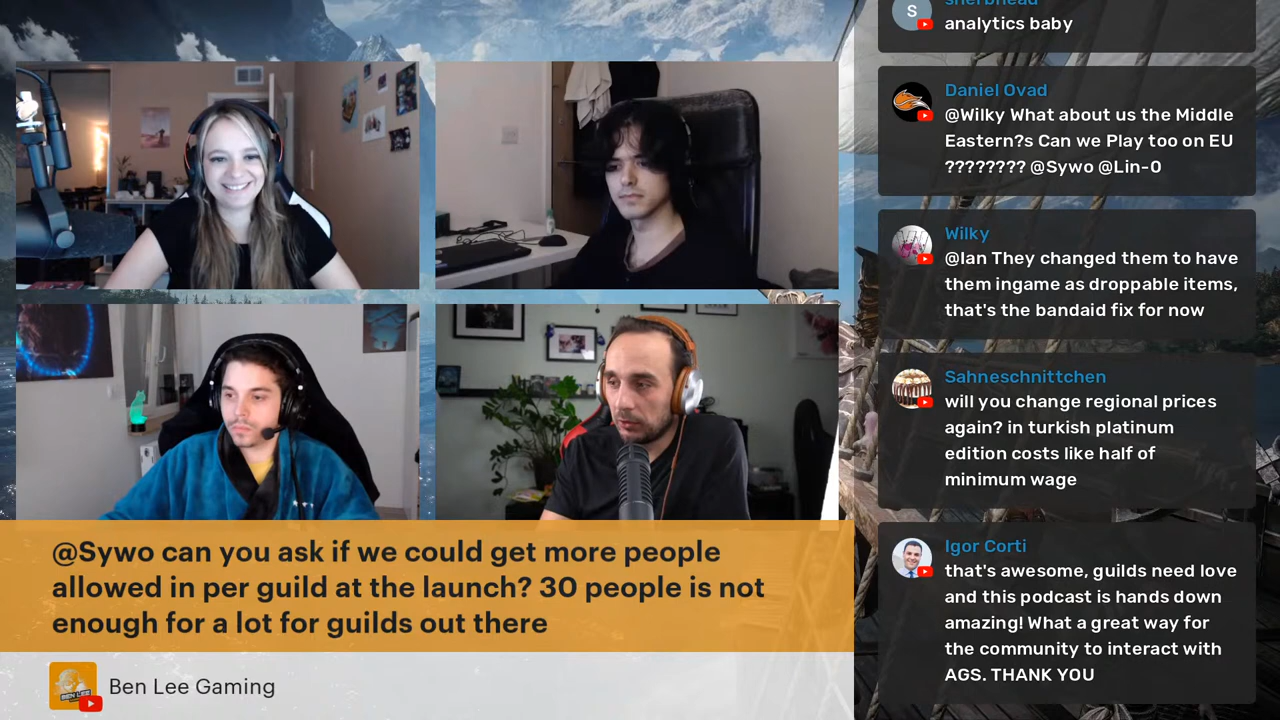 @Sywo can you ask if we could get more people
allowed in per guild at the launch? 30 people is not
enough for a lot for guilds out there
BEN LEE
Ben Lee Gaming
S
analytics baby
Daniel Ovad
@Wilky What about us the Middle
Eastern?s Can we Play too on EU
???????? @Sywo @Lin-O
Wilky
@Ian They changed them to have
them ingame as droppable items,
that's the bandaid fix for now
Sahneschnittchen
will you change regional prices
again? in turkish platinum
edition costs like half of
minimum wage
Igor Corti
that's awesome, guilds need love
and this podcast is hands down
amazing! What a great way for
the community to interact with
AGS. THANK YOU